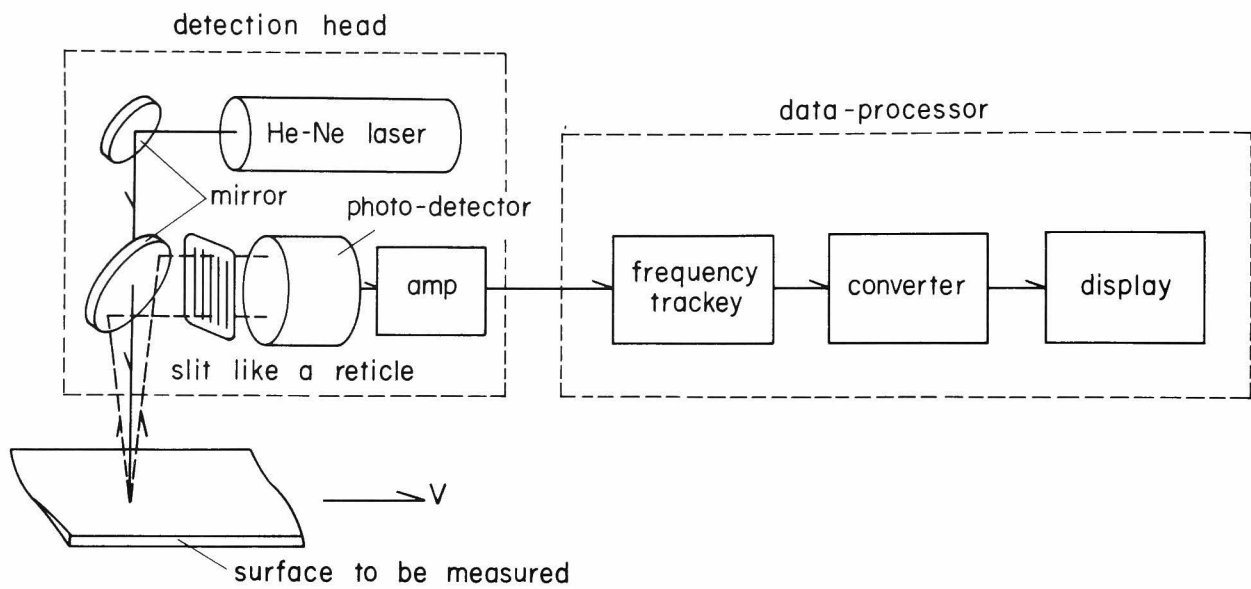 detection head
He-Ne laser
mirror
photo-detector
amp
slit like a reticle
data-processor
frequency
trackey
converter
display
V
surface to be measured